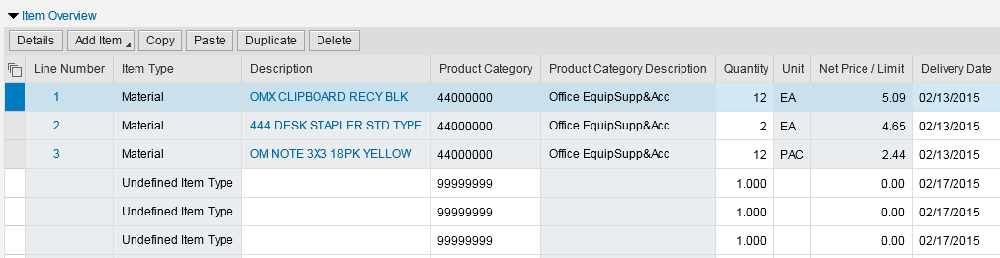 Item Overview
Details Add Item Copy Paste Duplicate Delete
Line Number Item Type Description Product Category Product Category Description Quantity Unit Net Price / Limit Delivery Date
1 Material OMX CLIPBOARD RECY BLK 44000000 Office EquipSupp&Acc 12 EA 5.09 02/13/2015
2 Material 444 DESK STAPLER STD TYPE 44000000 Office EquipSupp&Acc 2 EA 4.65 02/13/2015
3 Material OM NOTE 3X3 18PK YELLOW 44000000 Office EquipSupp&Acc 12 PAC 2.44 02/13/2015
Undefined Item Type 99999999 1.000 0.00 02/17/2015
Undefined Item Type 99999999 1.000 0.00 02/17/2015
Undefined Item Type 99999999 1.000 0.00 02/17/2015